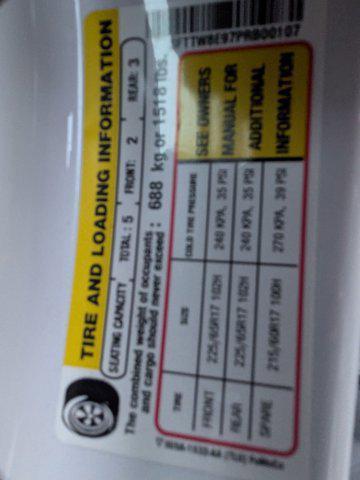 TIRE AND LOADING INFORMATION
SEATING CAPACITY TOTAL: 5 FRONT: 2 REAR: 3
The combined weight of occupants
and cargo should never exceed: 688 kg or 1518 lbs.
TIRE SIZE COLD TIRE PRESSURE
FRONT 225/65R17 102H 240 KPA, 35 PSI
REAR 225/65R17 102H 240 KPA, 35 PSI
SPARE 215/60R17 100H 270 KPA, 39 PSI
SEE OWNERS
MANUAL FOR
ADDITIONAL
INFORMATION